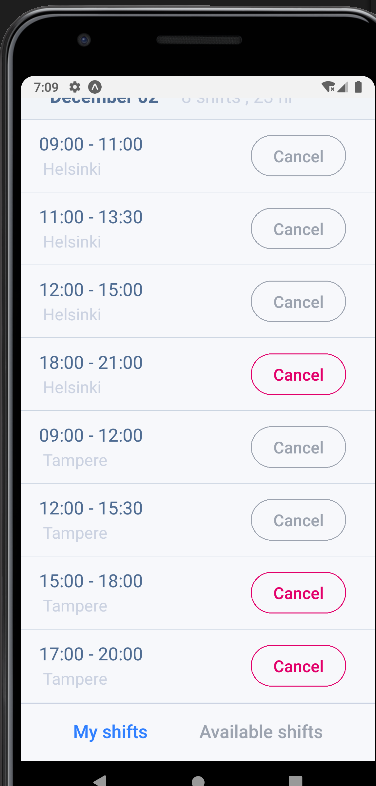 7:09
December 02
09:00 - 11:00
Cancel
Helsinki
11:00 - 13:30
Cancel
Helsinki
12:00 - 15:00
Cancel
Helsinki
18:00 - 21:00
Cancel
Helsinki
09:00 - 12:00
Cancel
Tampere
12:00 - 15:30
Cancel
Tampere
15:00 - 18:00
Cancel
Tampere
17:00 - 20:00
Cancel
Tampere
My shifts Available shifts